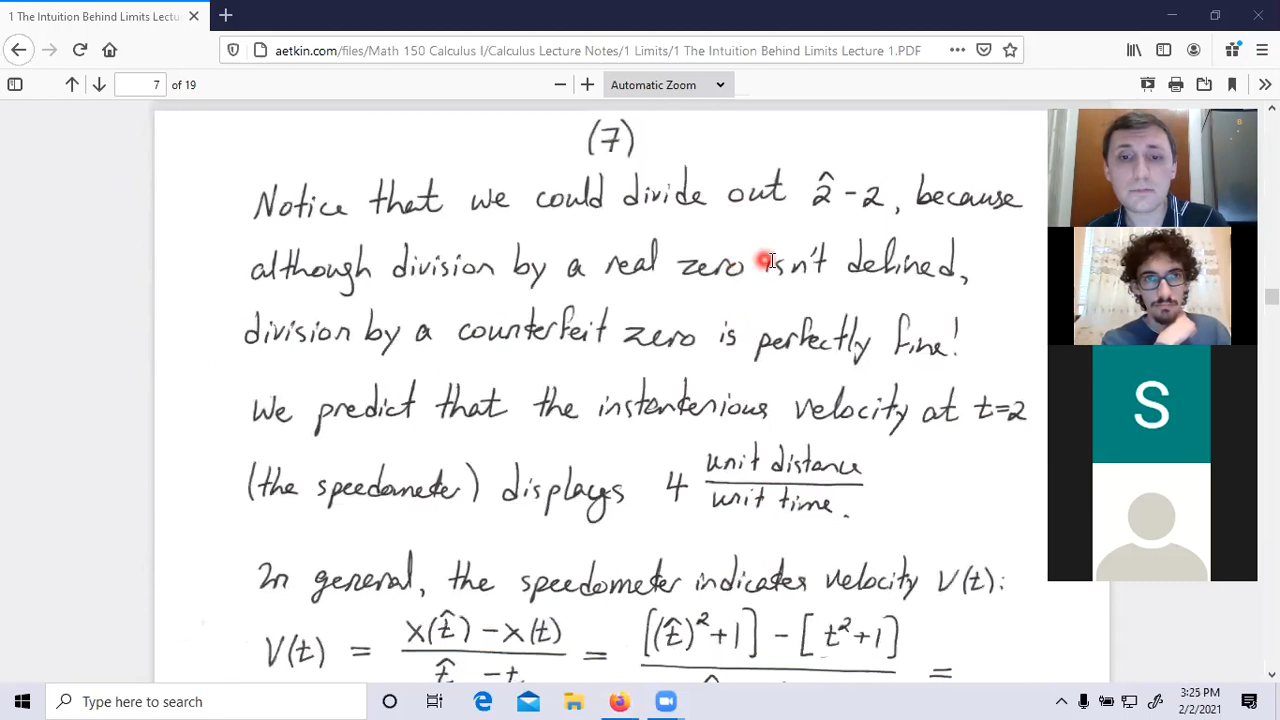 1 The Intuition Behind Limits Lectu
aetkin.com/files/Math 150 Calculus I/Calculus Lecture Notes/1 Limits/1 The Intuition Behind Limits Lecture 1.PDF
7 of 19
Automatic Zoom
(7)
Notice that we could divide out 2̂ - 2, because
although division by a real zero isn't defined,
division by a counterfeit zero is perfectly fine!
We predict that the instantenious velocity at t=2
(the speedometer) displays 4 unit distance
unit time.
In general, the speedometer indicates velocity V(t):
V(t) = x(t̂) - x(t) = [(t̂)²+1] - [t²+1]
t̂ - t =
S
Type here to search
3:25 PM
2/2/2021